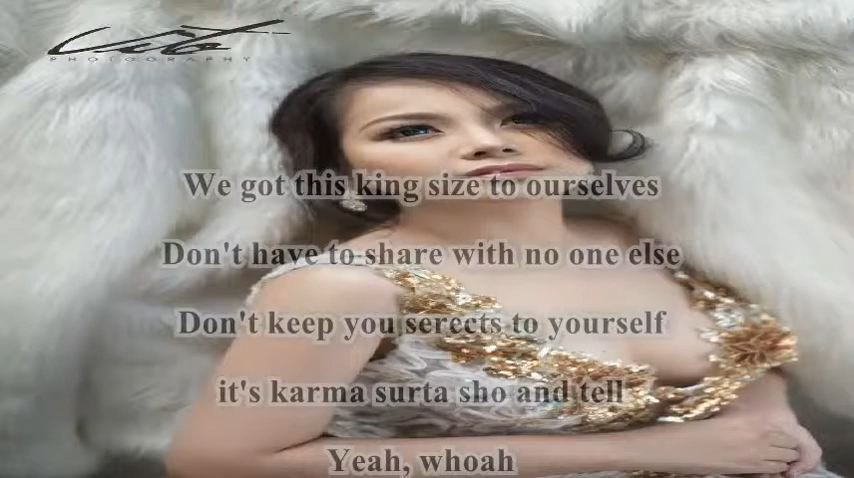 Vito
PHOTOGRAPHY
We got this king size to ourselves
Don't have to share with no one else
Don't keep you serects to yourself
it's karma surta sho and tell
Yeah, whoah